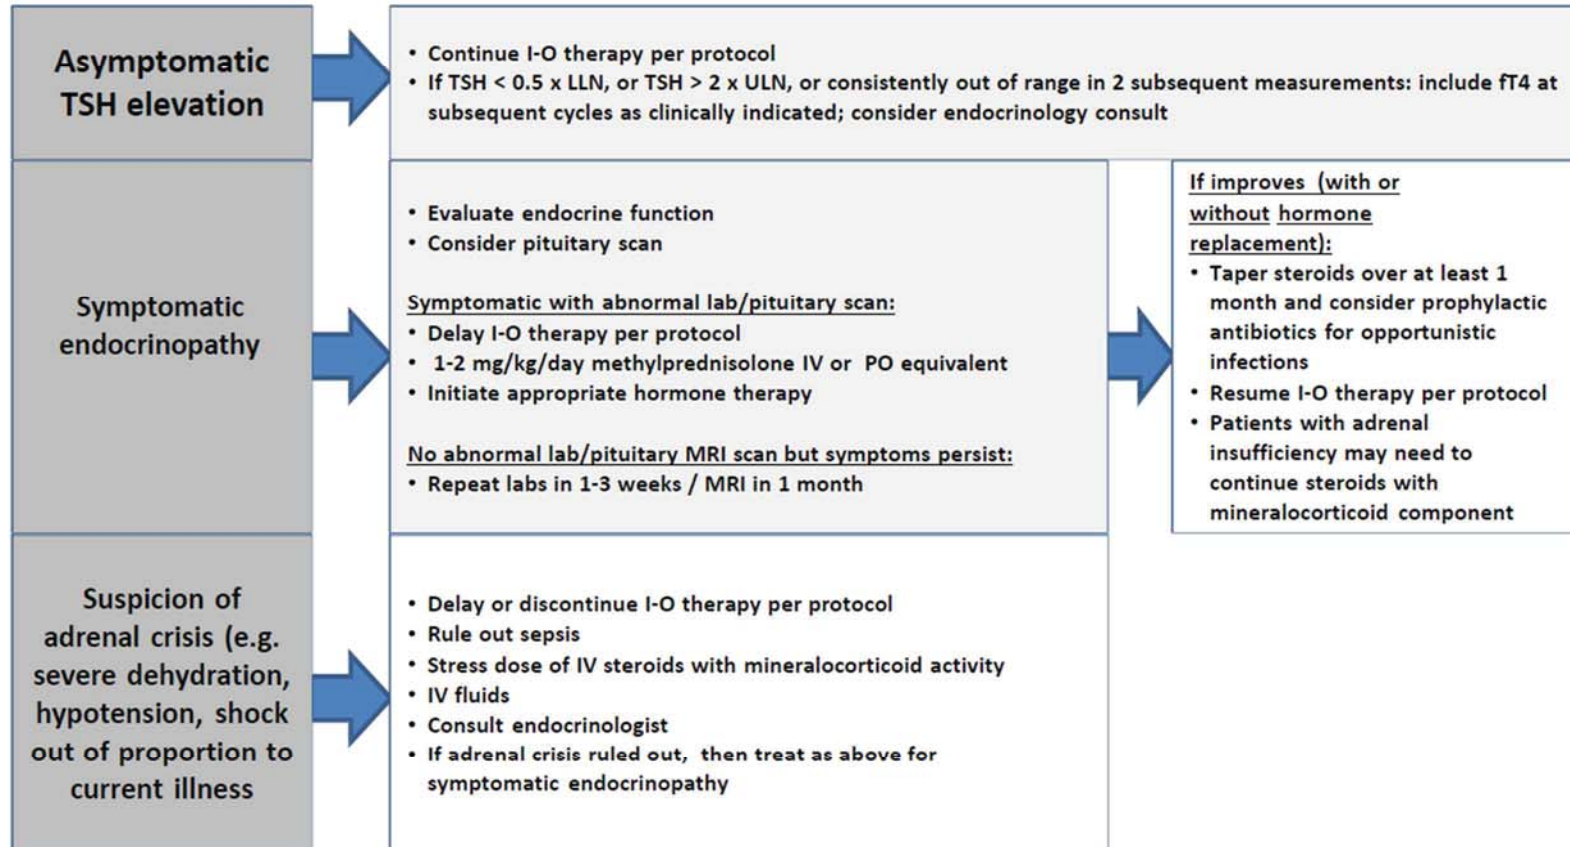 Asymptomatic
TSH elevation
• Continue I-O therapy per protocol
• If TSH < 0.5 x LLN, or TSH > 2 x ULN, or consistently out of range in 2 subsequent measurements: include fT4 at
subsequent cycles as clinically indicated; consider endocrinology consult
Symptomatic
endocrinopathy
• Evaluate endocrine function
• Consider pituitary scan
Symptomatic with abnormal lab/pituitary scan:
• Delay I-O therapy per protocol
• 1-2 mg/kg/day methylprednisolone IV or PO equivalent
• Initiate appropriate hormone therapy
No abnormal lab/pituitary MRI scan but symptoms persist:
• Repeat labs in 1-3 weeks / MRI in 1 month
If improves (with or
without hormone
replacement):
• Taper steroids over at least 1
month and consider prophylactic
antibiotics for opportunistic
infections
• Resume I-O therapy per protocol
• Patients with adrenal
insufficiency may need to
continue steroids with
mineralocorticoid component
Suspicion of
adrenal crisis (e.g.
severe dehydration,
hypotension, shock
out of proportion to
current illness
• Delay or discontinue I-O therapy per protocol
• Rule out sepsis
• Stress dose of IV steroids with mineralocorticoid activity
• IV fluids
• Consult endocrinologist
• If adrenal crisis ruled out, then treat as above for
symptomatic endocrinopathy